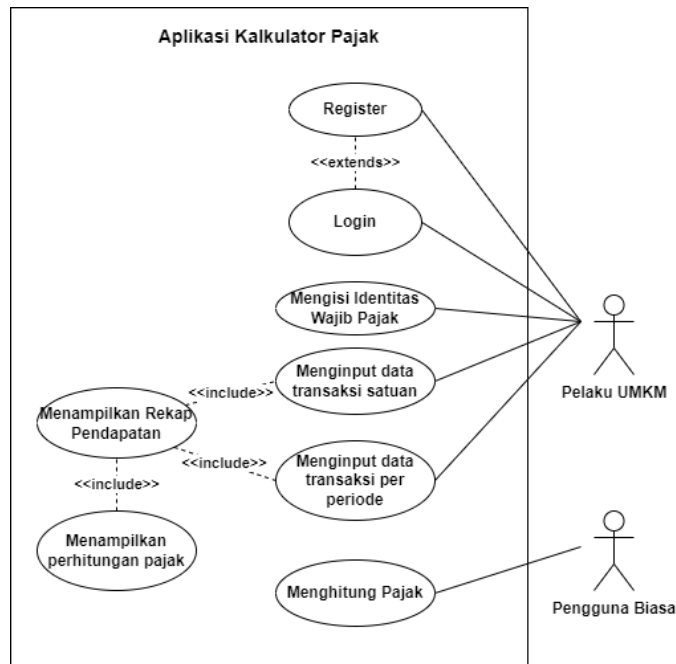 Aplikasi Kalkulator Pajak
Register
<<extends>>
Login
Mengisi Identitas
Wajib Pajak
Menginput data
transaksi satuan
<<include>>
Menampilkan Rekap
Pendapatan
<<include>>
Menginput data
transaksi per
periode
<<include>>
Menampilkan
perhitungan pajak
Menghitung Pajak
Pelaku UMKM
Pengguna Biasa